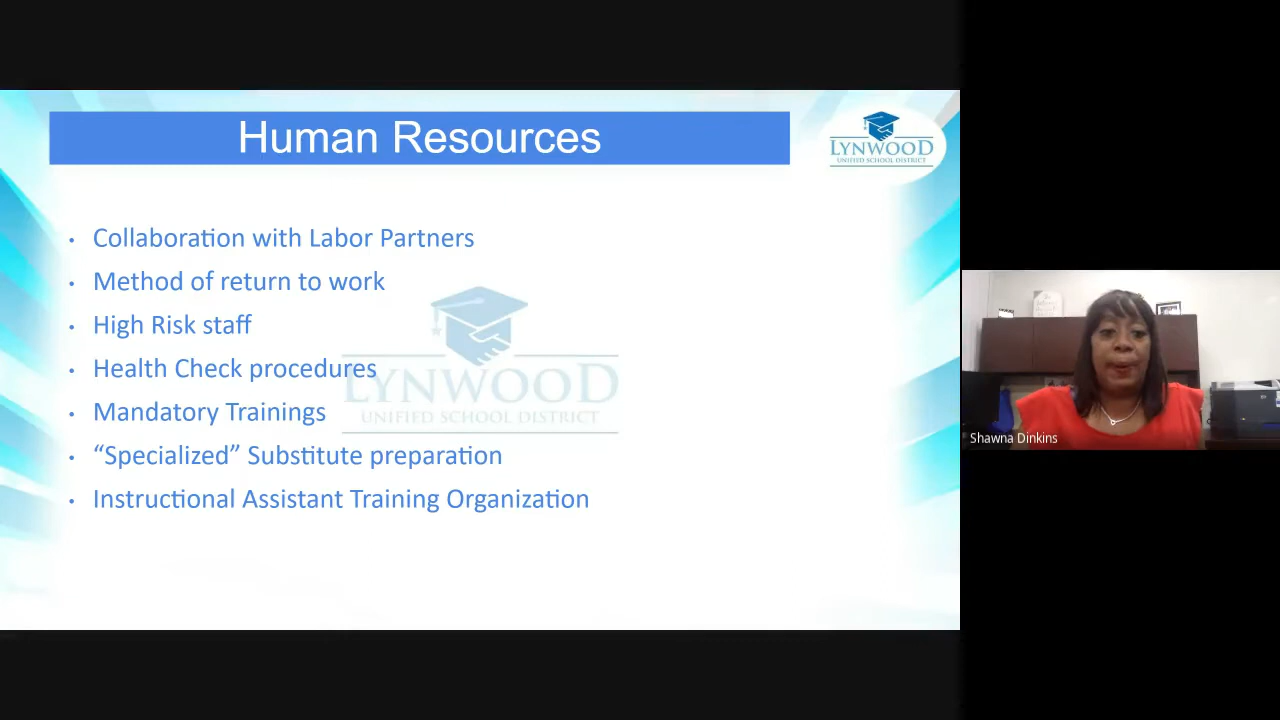 Human Resources
LYNWOOD
UNIFIED SCHOOL DISTRICT
• Collaboration with Labor Partners
• Method of return to work
• High Risk staff
• Health Check procedures
• Mandatory Trainings
• “Specialized” Substitute preparation
• Instructional Assistant Training Organization
LYNWOOD
UNIFIED SCHOOL DISTRICT
Shawna Dinkins